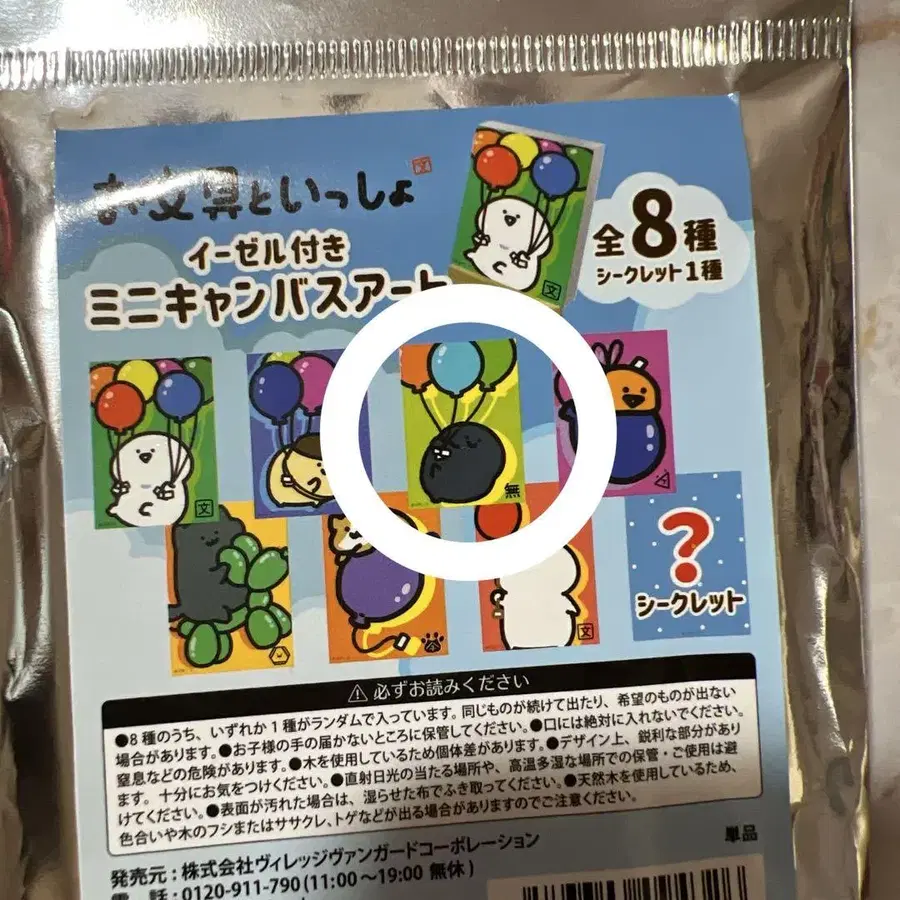 お文具といっしょ
文
イーゼル付き
ミニキャンバスアート
文
全8種
シークレット1種
文
無
?
シークレット
文
⚠必ずお読みください
●8種のうち、いずれか1種がランダムで入っています。同じものが続けて出たり、希望のものが出ない
場合があります。●お子様の手の届かないところに保管してください。●口には絶対に入れないでください。
窒息などの危険があります。●木を使用しているため個体差があります。●デザイン上、鋭利な部分があり
ます。十分にお気をつけください。●直射日光の当たる場所や、高温多湿な場所での保管・ご使用は避
けてください。●表面が汚れた場合は、湿らせた布でふき取ってください。●天然木を使用しているため、
色合いや木のフシまたはササクレ、トゲなどが出る場合がありますのでご注意ください。
発売元:株式会社ヴィレッジヴァンガードコーポレーション
単品
電 話:0120-911-790(11:00～19:00 無休)